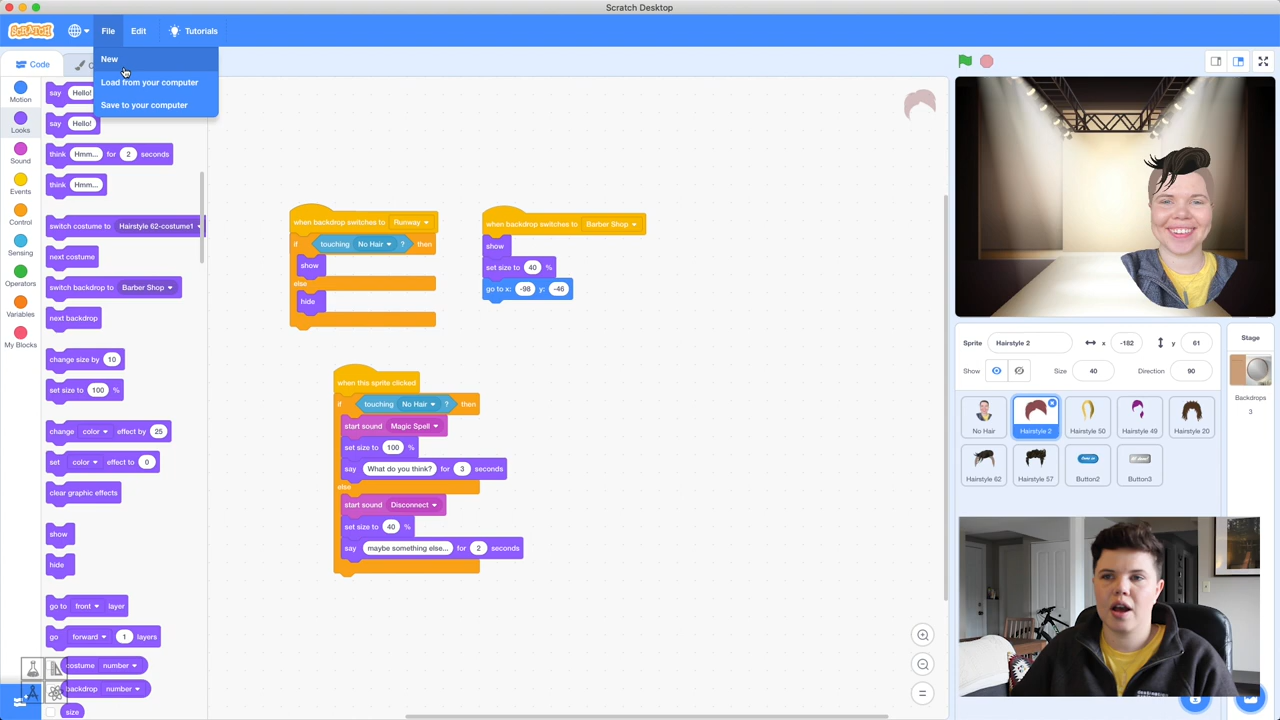 Scratch Desktop
SCRATCH
File
Edit
Tutorials
New
Load from your computer
Save to your computer
Code
Motion
Looks
Sound
Events
Control
Sensing
Operators
Variables
My Blocks
say Hello!
say Hello!
think Hmm... for 2 seconds
think Hmm...
switch costume to Hairstyle 62-costume1
next costume
switch backdrop to Barber Shop
next backdrop
change size by 10
set size to 100 %
change color effect by 25
set color effect to 0
clear graphic effects
show
hide
go to front layer
go forward 1 layers
costume number
backdrop number
size
when backdrop switches to Runway
if touching No Hair ? then
show
else
hide
when backdrop switches to Barber Shop
show
set size to 40 %
go to x: -98 y: -46
when this sprite clicked
if touching No Hair ? then
start sound Magic Spell
set size to 100 %
say What do you think? for 3 seconds
else
start sound Disconnect
set size to 40 %
say maybe something else... for 2 seconds
Sprite Hairstyle 2 x -182 y 61
Show Size 40 Direction 90
No Hair
Hairstyle 2
Hairstyle 50
Hairstyle 49
Hairstyle 20
Hairstyle 62
Hairstyle 57
Button2
Button3
Stage
Backdrops
3